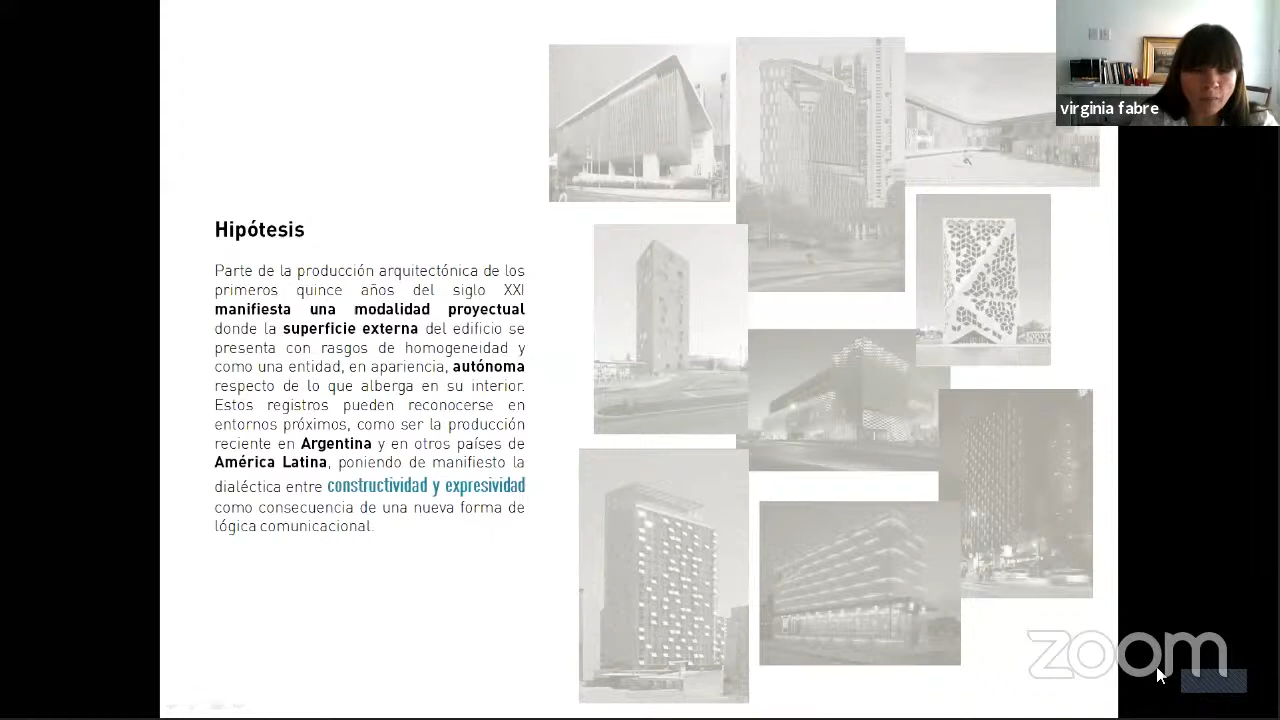 virginia fabre
Hipótesis
Parte de la producción arquitectónica de los
primeros quince años del siglo XXI
manifiesta una modalidad proyectual
donde la superficie externa del edificio se
presenta con rasgos de homogeneidad y
como una entidad, en apariencia, autónoma
respecto de lo que alberga en su interior.
Estos registros pueden reconocerse en
entornos próximos, como ser la producción
reciente en Argentina y en otros países de
América Latina, poniendo de manifiesto la
dialéctica entre constructividad y expresividad
como consecuencia de una nueva forma de
lógica comunicacional.
zoom